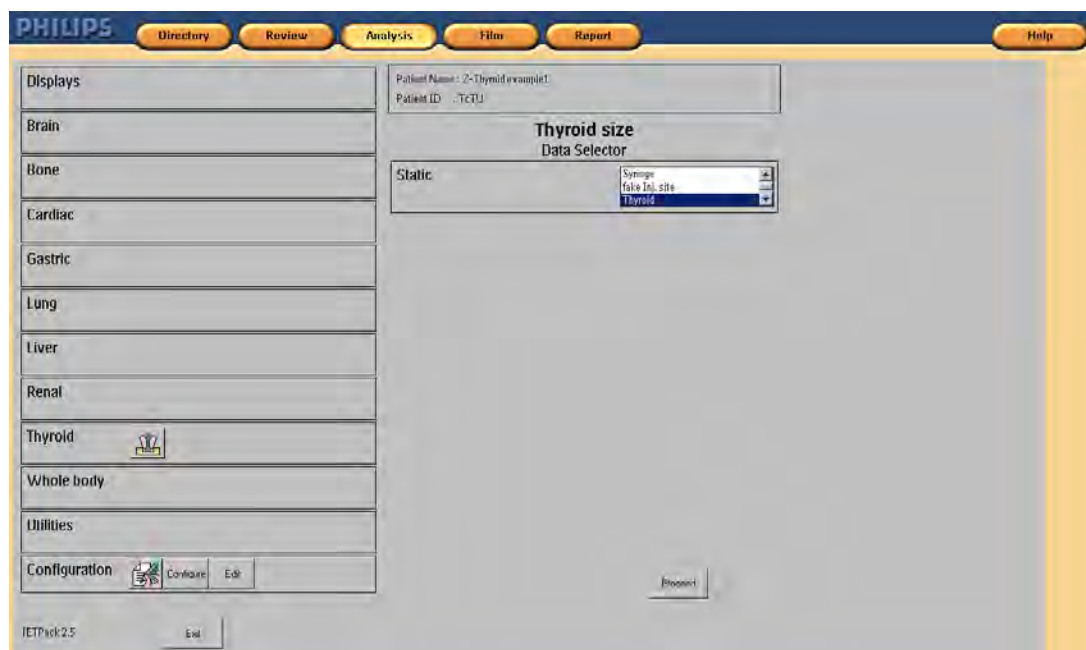 PHILIPS
Directory Review Analysis Film Report Help
Displays
Brain
Bone
Cardiac
Gastric
Lung
Liver
Renal
Thyroid
Whole body
Utilities
Configuration Configure Edit
JETPack 2.5 Exit
Patient Name : Z-Thyroid example1
Patient ID : TcTU
Thyroid size
Data Selector
Static
Syringe
fake Inj. site
Thyroid
Proceed